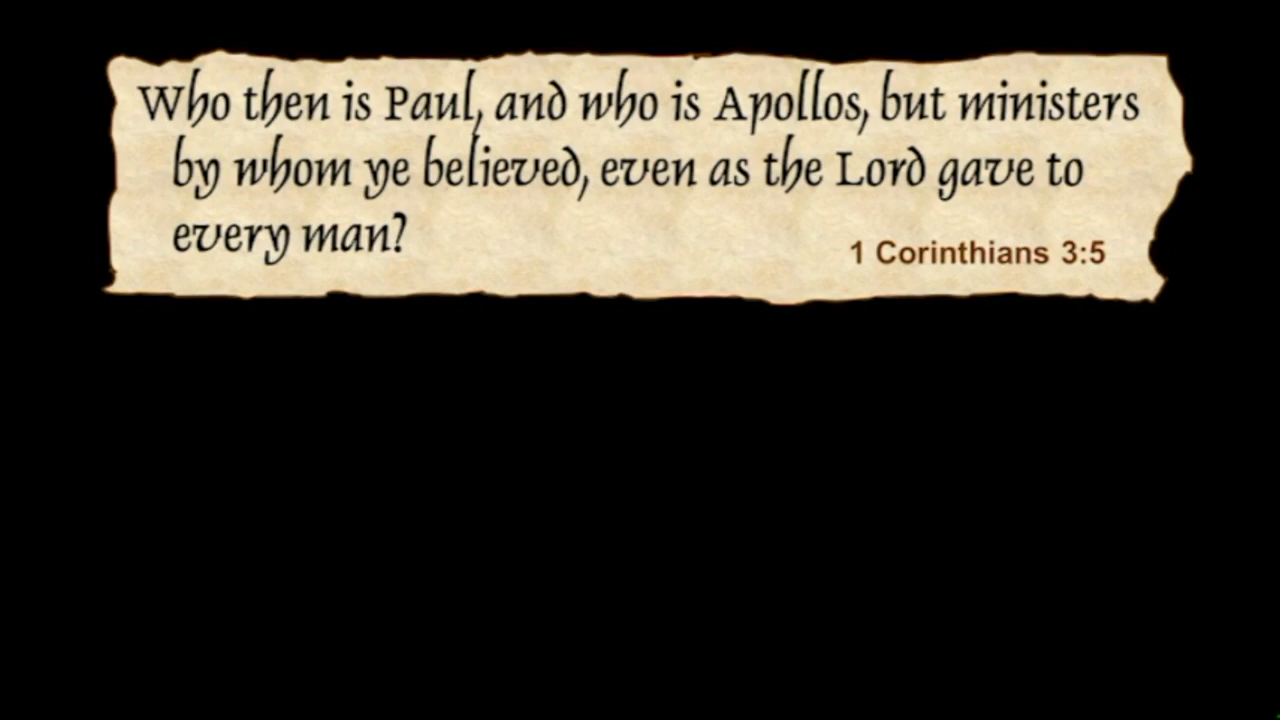 Who then is Paul, and who is Apollos, but ministers
by whom ye believed, even as the Lord gave to
every man?
1 Corinthians 3:5